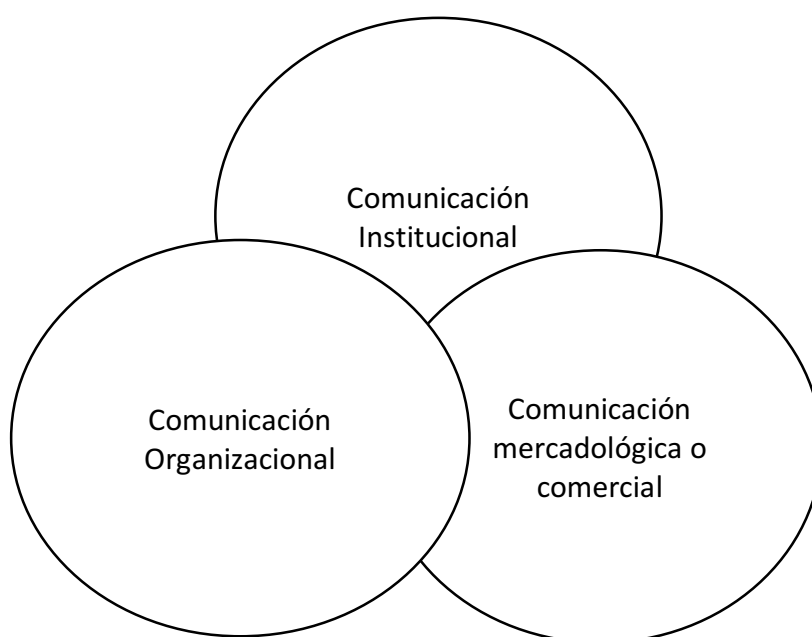 Comunicación
Institucional
Comunicación
Organizacional
Comunicación
mercadológica o
comercial